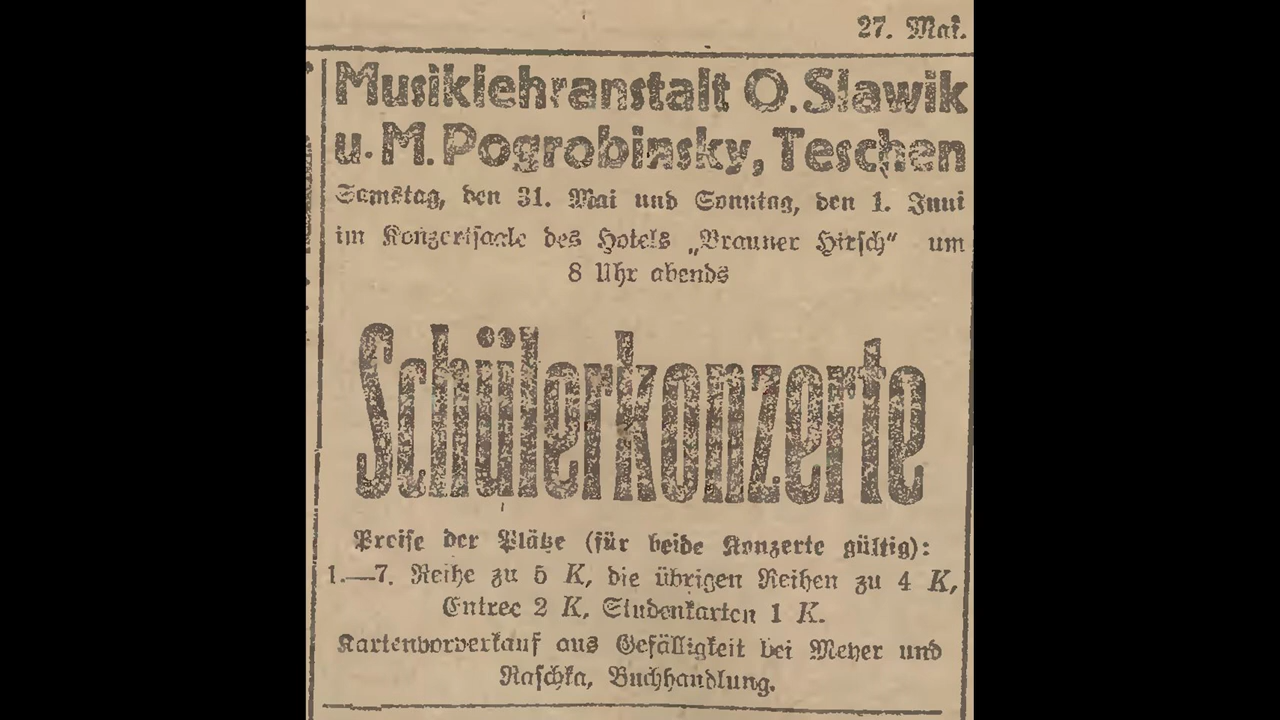 27. Mai.
Musiklehranstalt O. Slawik
u. M. Pogrobinsky, Teschen
Samstag, den 31. Mai und Sonntag, den 1. Juni
im Konzertsaale des Hotels „Brauner Hirsch“ um
8 Uhr abends
Schülerkonzerte
Preise der Plätze (für beide Konzerte gültig):
1.—7. Reihe zu 5 K, die übrigen Reihen zu 4 K,
Entree 2 K, Studenkarten 1 K.
Kartenvorverkauf aus Gefälligkeit bei Meyer und
Raschka, Buchhandlung.